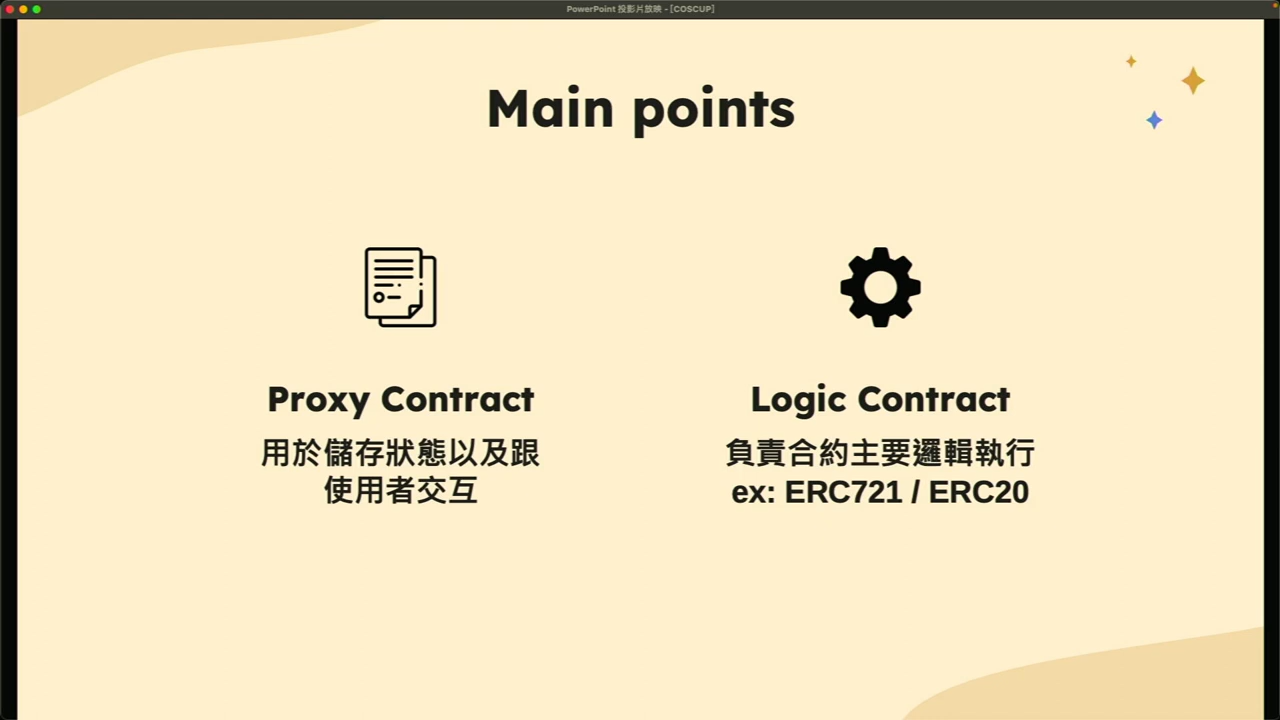 PowerPoint 投影片放映 - [COSCUP]
Main points
Proxy Contract
用於儲存狀態以及跟
使用者交互
Logic Contract
負責合約主要邏輯執行
ex: ERC721 / ERC20